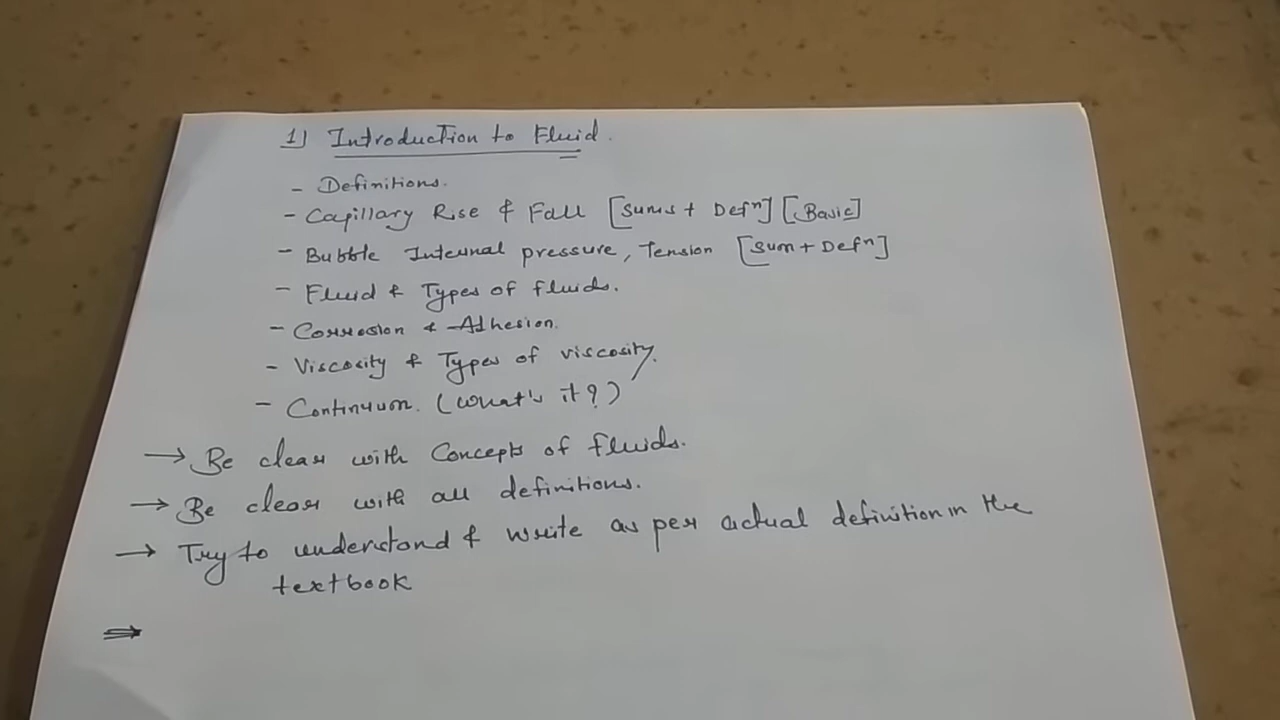 1) Introduction to Fluid.
- Definitions.
- Capillary Rise & Fall [Sums + Defⁿ] [Basic]
- Bubble Internal pressure, Tension [Sum + Defⁿ]
- Fluid & Types of fluids.
- Corrosion & Adhesion.
- Viscosity & Types of viscosity.
- Continuum. (What's it?)
→ Be clear with Concepts of fluids.
→ Be clear with all definitions.
→ Try to understand & write as per actual definition in the
textbook
⇒